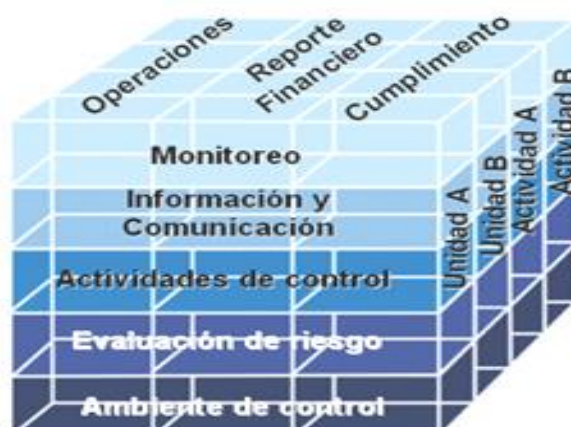 Operaciones
Reporte
Financiero
Cumplimiento
Monitoreo
Información y
Comunicación
Actividades de control
Evaluación de riesgo
Ambiente de control
Unidad A
Unidad B
Actividad A
Actividad B